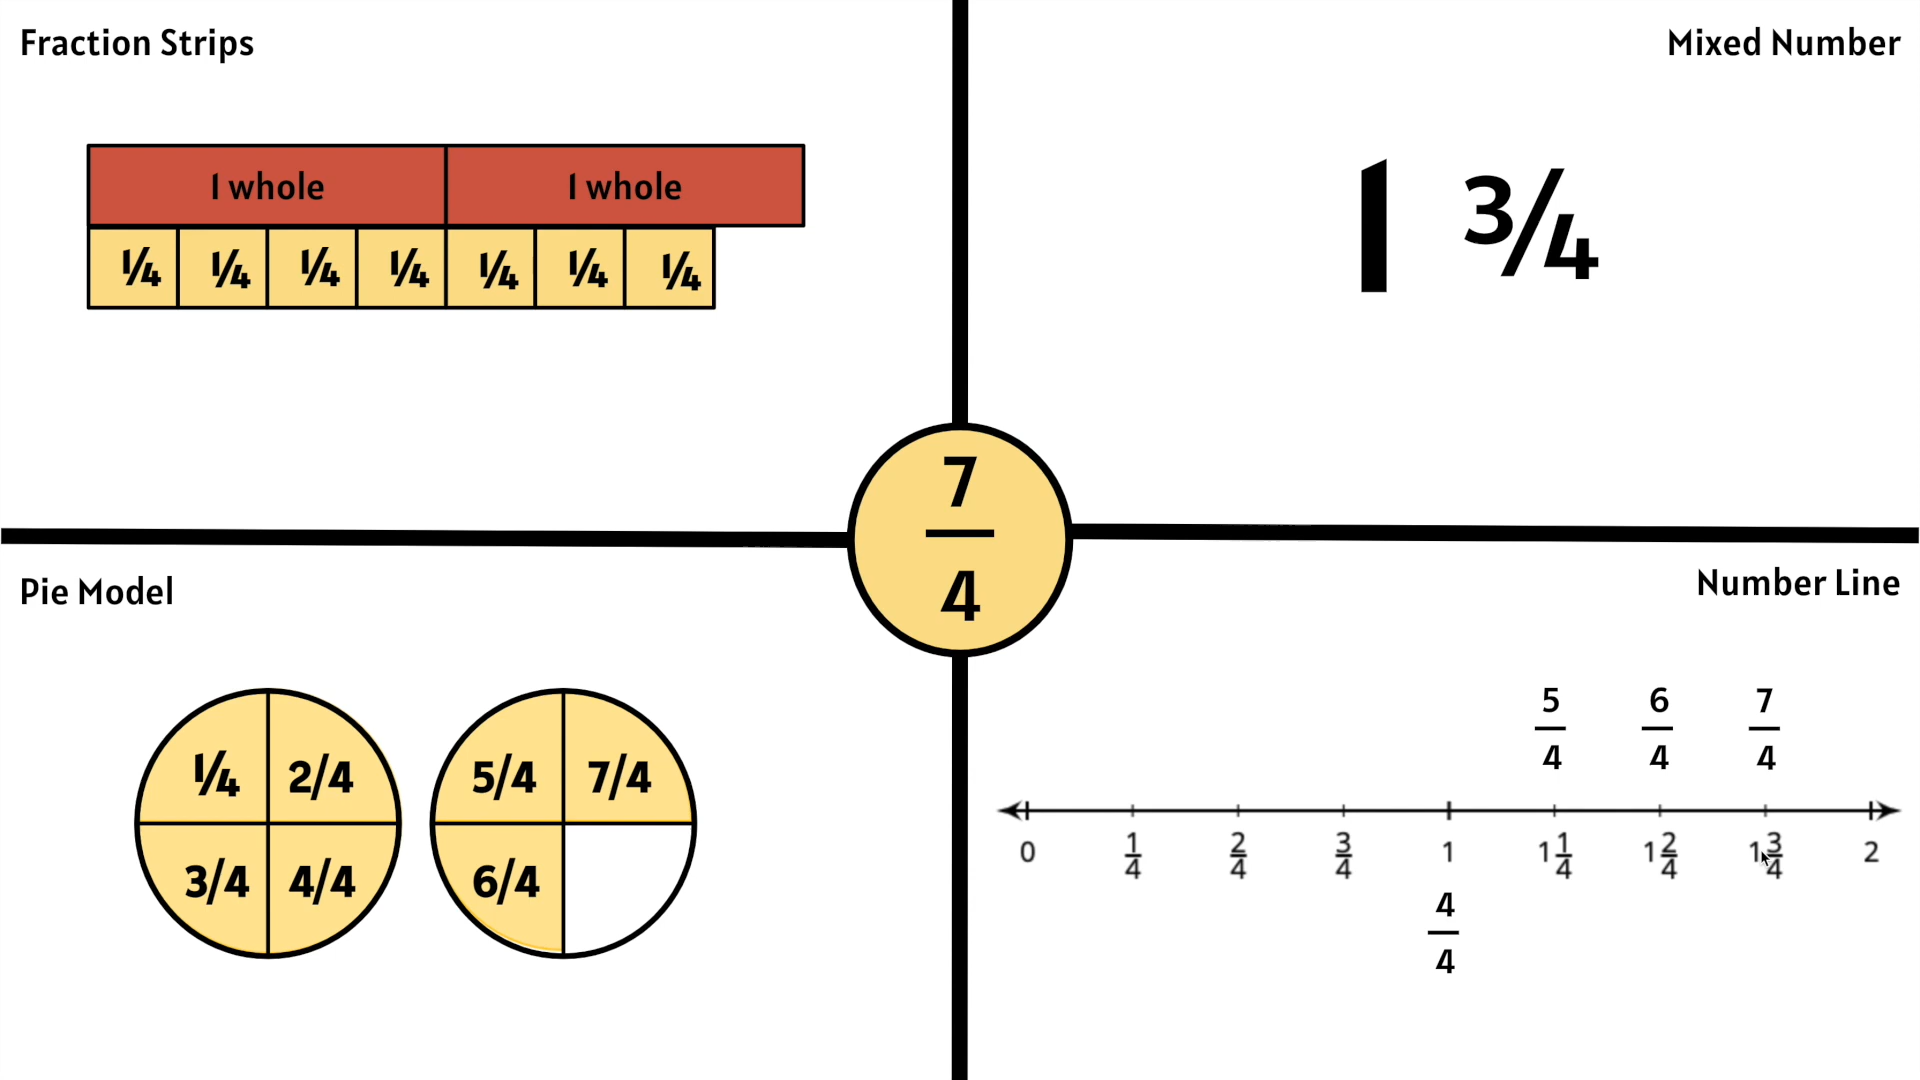 Fraction Strips
1 whole 1 whole
¼ ¼ ¼ ¼ ¼ ¼ ¼
Mixed Number
1 ¾
7
4
Pie Model
¼ 2/4
3/4 4/4
5/4 7/4
6/4
Number Line
5/4 6/4 7/4
0 1/4 2/4 3/4 1 1 1/4 1 2/4 1 3/4 2
4/4